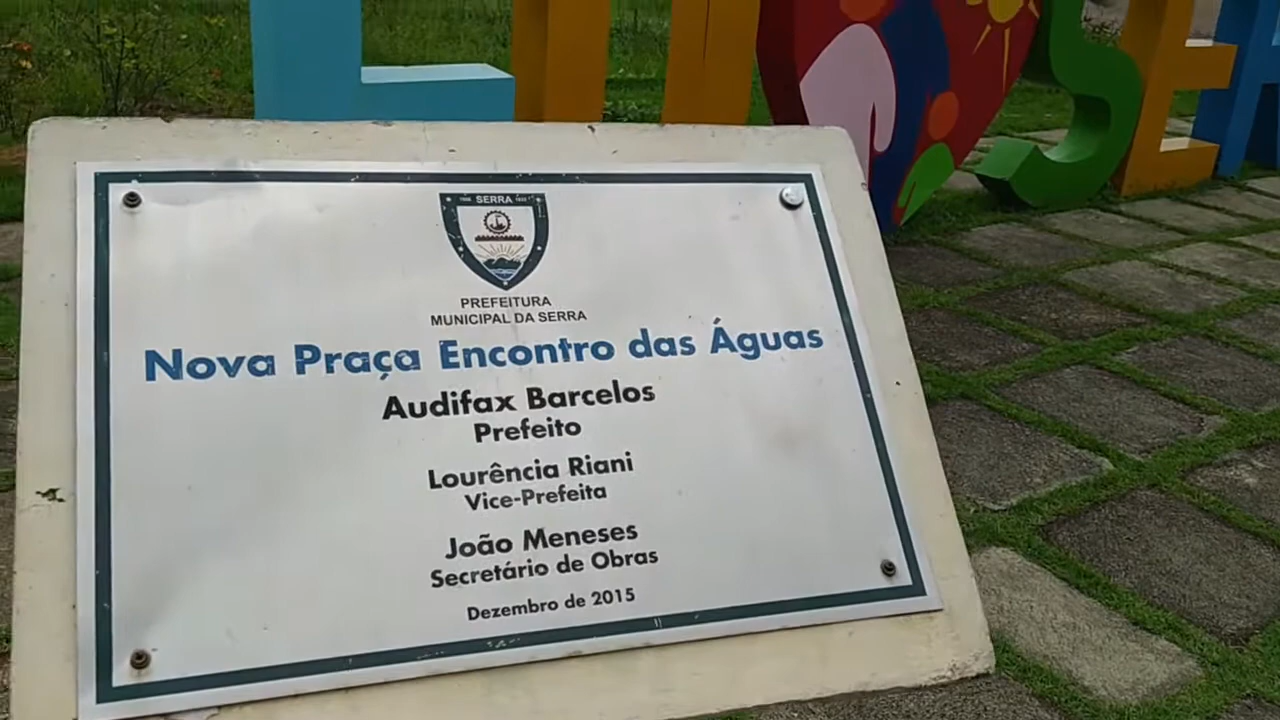 SERRA
PREFEITURA
MUNICIPAL DA SERRA
Nova Praça Encontro das Águas
Audifax Barcelos
Prefeito
Lourência Riani
Vice-Prefeita
João Meneses
Secretário de Obras
Dezembro de 2015